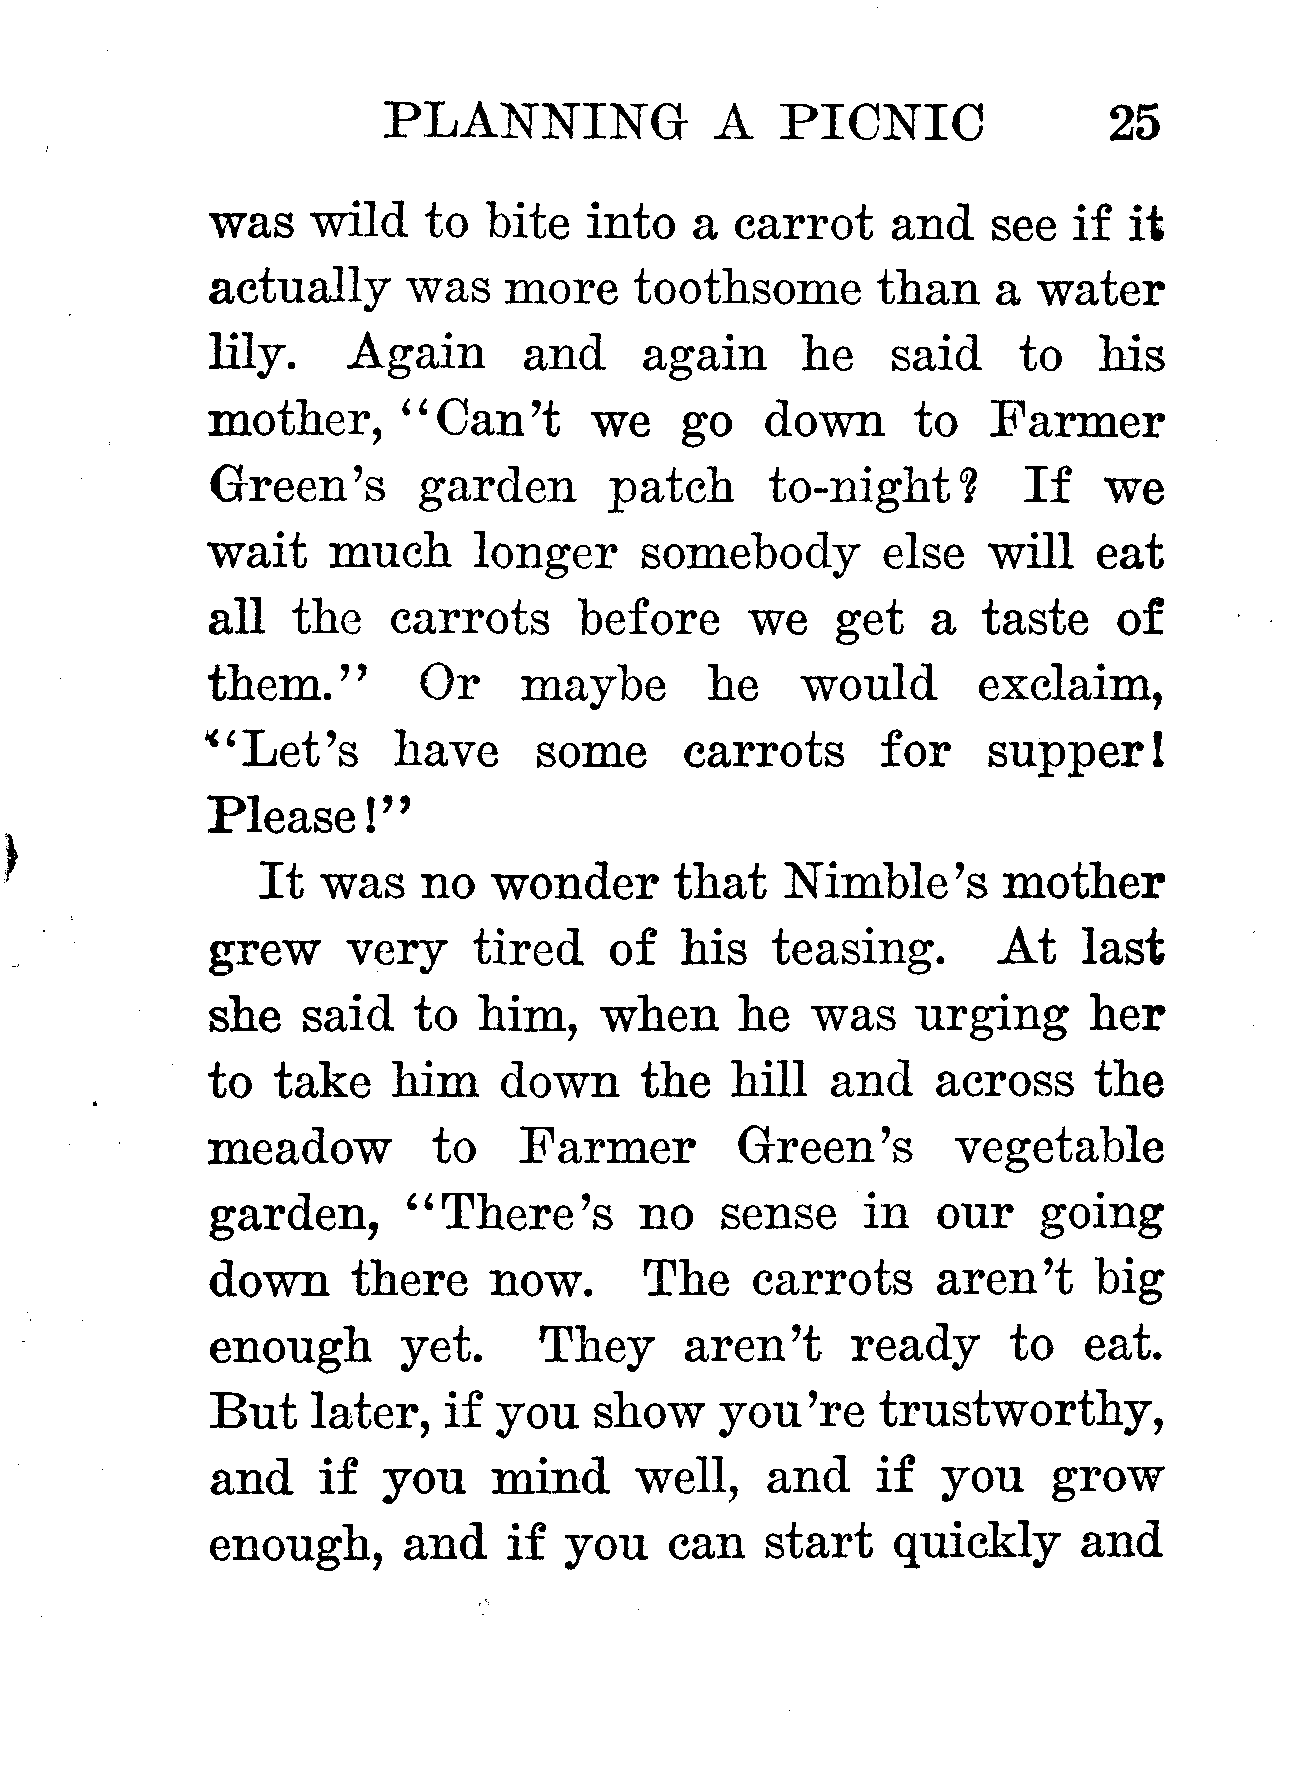 PLANNING A PICNIC 25
was wild to bite into a carrot and see if it
actually was more toothsome than a water
lily. Again and again he said to his
mother, "Can't we go down to Farmer
Green's garden patch to-night? If we
wait much longer somebody else will eat
all the carrots before we get a taste of
them." Or maybe he would exclaim,
"Let's have some carrots for supper!
Please!"
It was no wonder that Nimble's mother
grew very tired of his teasing. At last
she said to him, when he was urging her
to take him down the hill and across the
meadow to Farmer Green's vegetable
garden, "There's no sense in our going
down there now. The carrots aren't big
enough yet. They aren't ready to eat.
But later, if you show you're trustworthy,
and if you mind well, and if you grow
enough, and if you can start quickly and